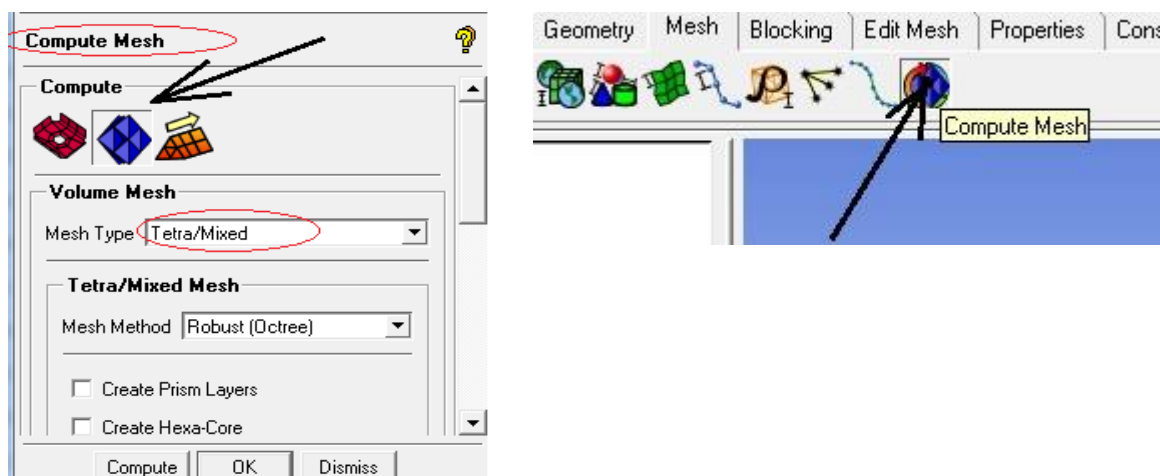 Compute Mesh
Compute
Volume Mesh
Mesh Type Tetra/Mixed
Tetra/Mixed Mesh
Mesh Method Robust (Octree)
Create Prism Layers
Create Hexa-Core
Compute OK Dismiss
Geometry Mesh Blocking Edit Mesh Properties Cons
Compute Mesh